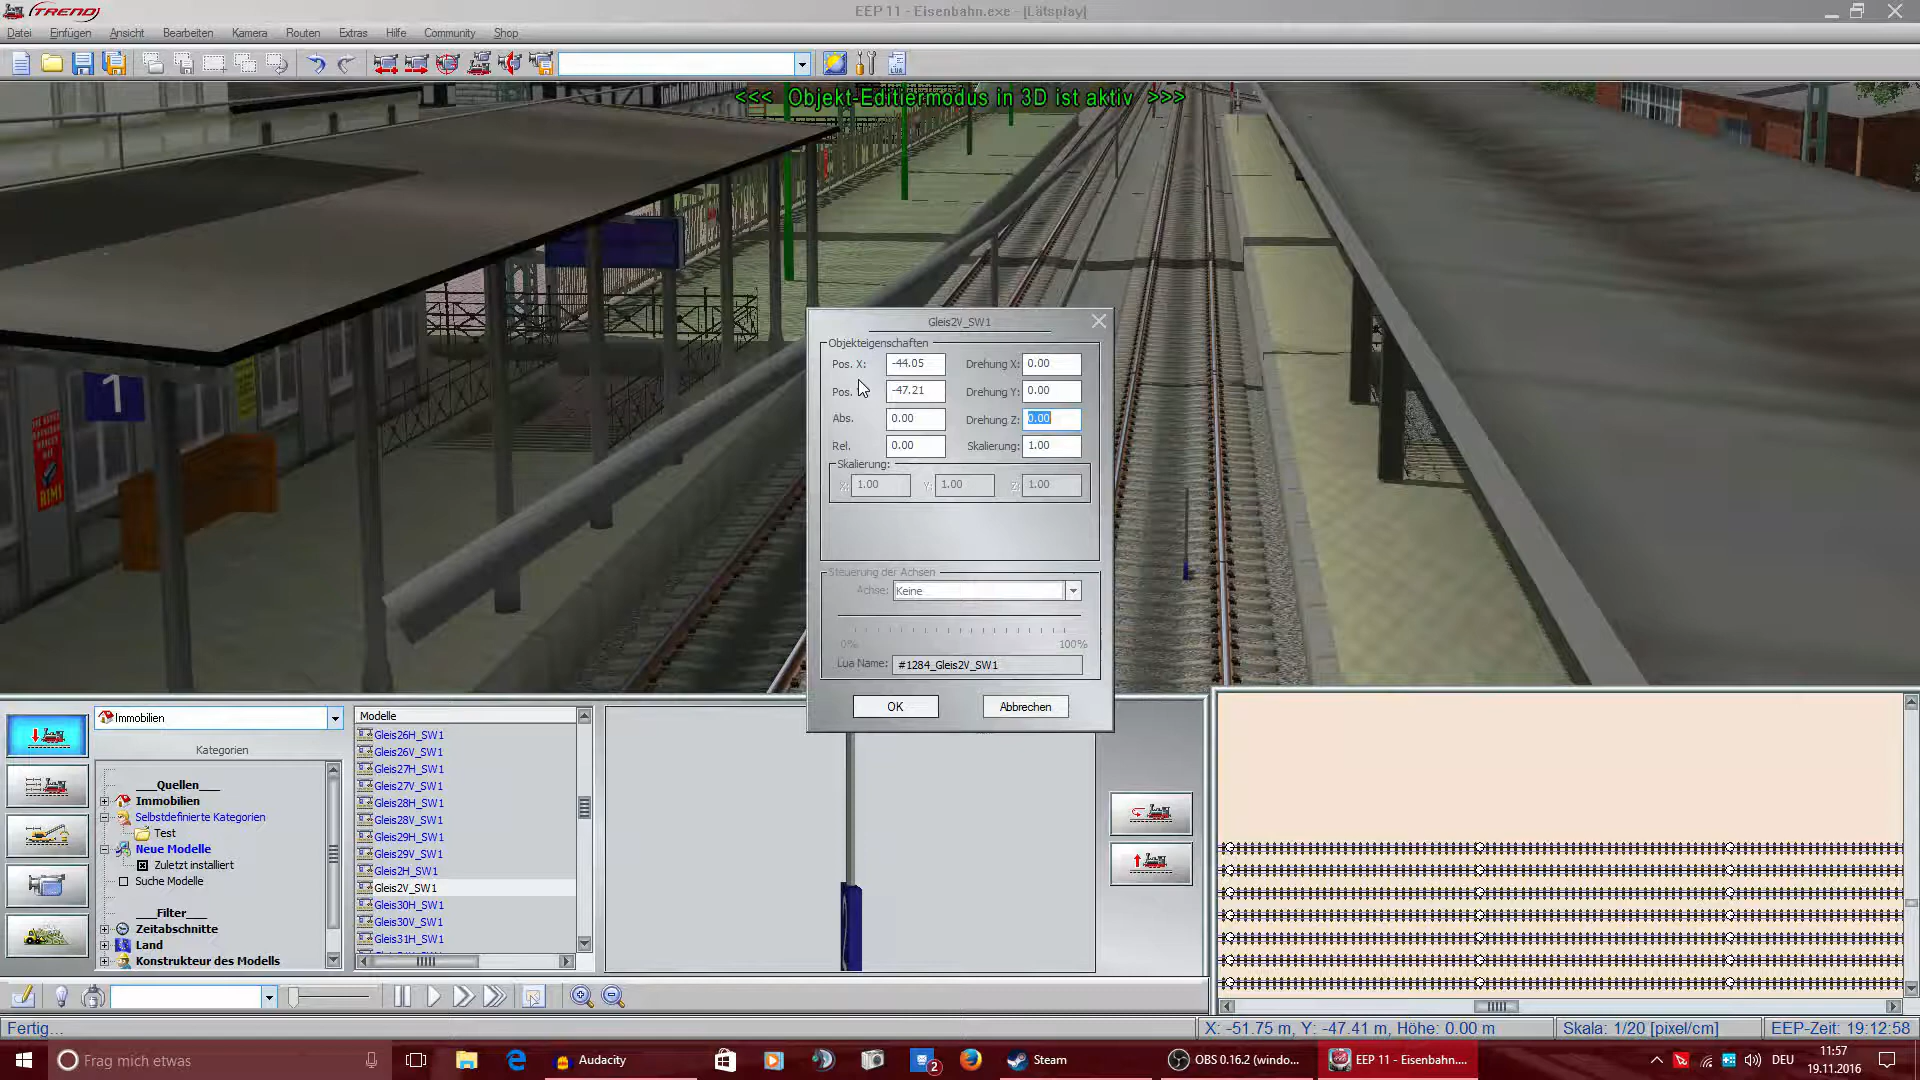 TREND
EEP 11 - Eisenbahn.exe - [Lätsplay]
Datei Einfügen Ansicht Bearbeiten Kamera Routen Extras Hilfe Community Shop
LUA
<<< Objekt-Editiermodus in 3D ist aktiv >>>
1
Gleis2V_SW1
Objekteigenschaften
Pos. X: -44.05 Drehung X: 0.00
Pos. -47.21 Drehung Y: 0.00
Abs. 0.00 Drehung Z: 0.00
Rel. 0.00 Skalierung: 1.00
Skalierung:
X: 1.00 Y: 1.00 Z: 1.00
Steuerung der Achsen
Achse: Keine
0% 100%
Lua Name: #1284_Gleis2V_SW1
OK Abbrechen
Immobilien
Kategorien
___Quellen___
Immobilien
Selbstdefinierte Kategorien
Test
Neue Modelle
Zuletzt installiert
Suche Modelle
___Filter___
Zeitabschnitte
Land
Konstrukteur des Modells
Modelle
Gleis26H_SW1
Gleis26V_SW1
Gleis27H_SW1
Gleis27V_SW1
Gleis28H_SW1
Gleis28V_SW1
Gleis29H_SW1
Gleis29V_SW1
Gleis2H_SW1
Gleis2V_SW1
Gleis30H_SW1
Gleis30V_SW1
Gleis31H_SW1
Fertig...
X: -51.75 m, Y: -47.41 m, Höhe: 0.00 m
Skala: 1/20 [pixel/cm]
EEP-Zeit: 19:12:58
Frag mich etwas
Audacity
2
Steam
OBS 0.16.2 (windo...
EEP 11 - Eisenbahn....
DEU
11:57
19.11.2016